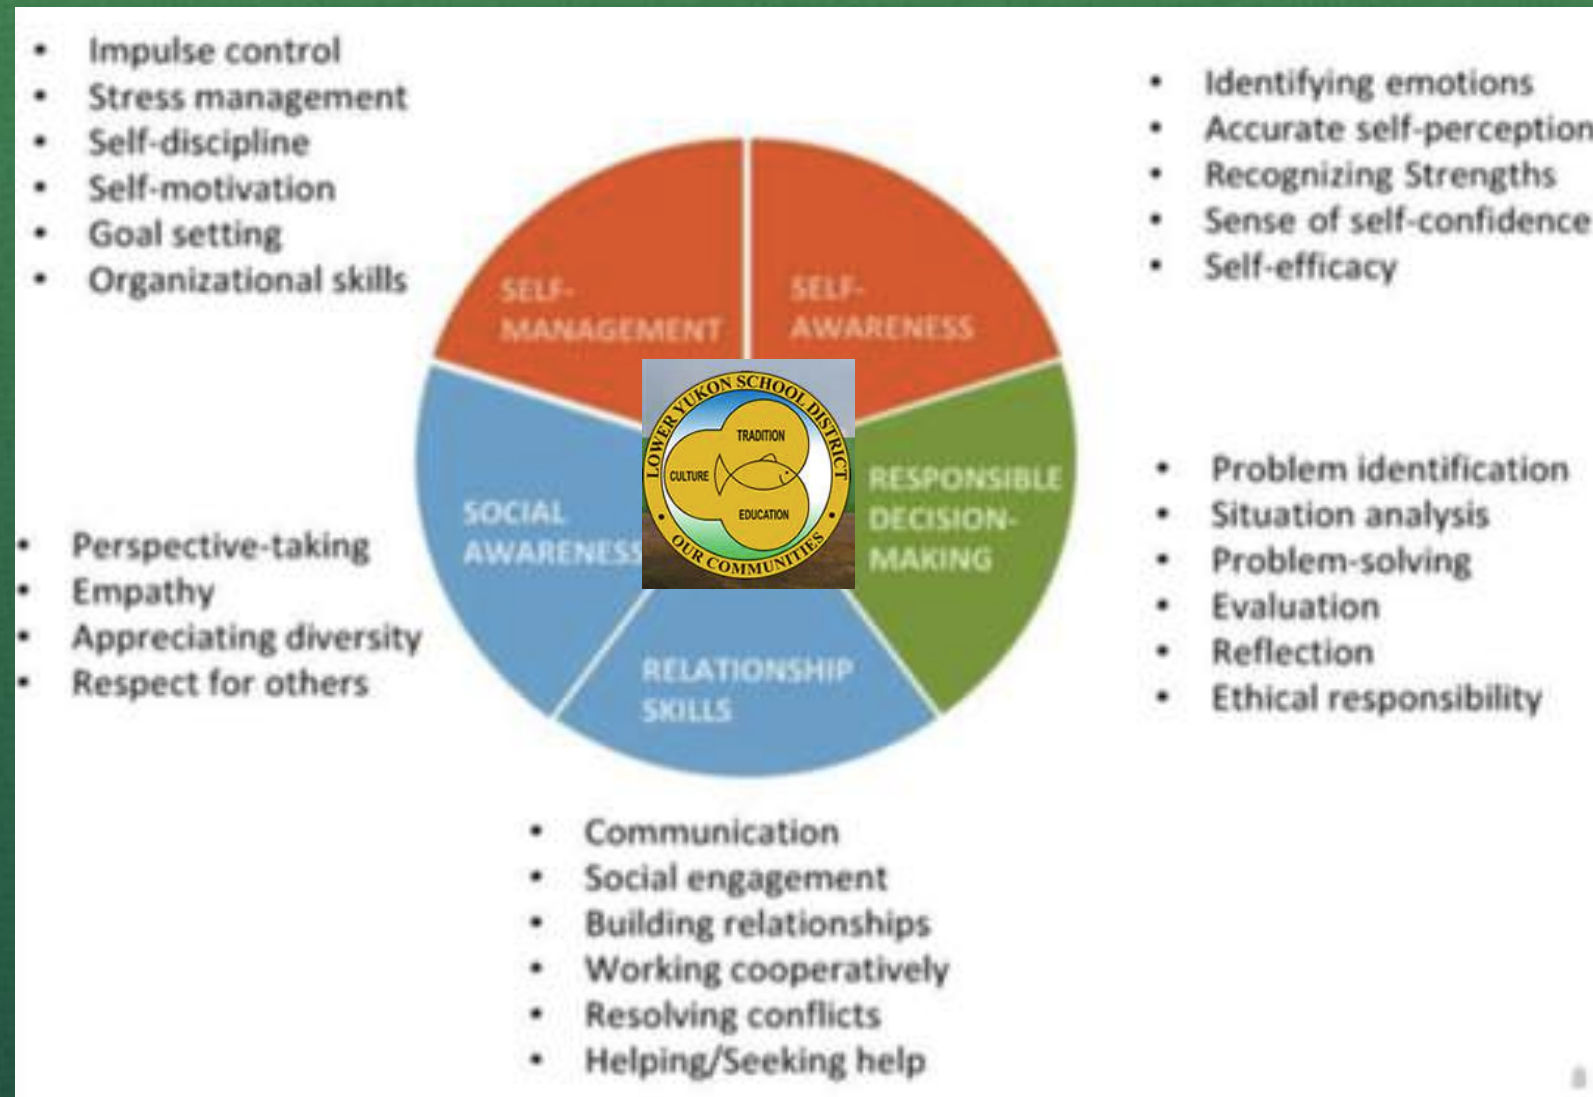 • Impulse control
• Stress management
• Self-discipline
• Self-motivation
• Goal setting
• Organizational skills
• Identifying emotions
• Accurate self-perception
• Recognizing Strengths
• Sense of self-confidence
• Self-efficacy
SELF-
MANAGEMENT
SELF-
AWARENESS
SOCIAL
AWARENESS
LOWER YUKON SCHOOL DISTRICT
TRADITION
CULTURE
EDUCATION
• OUR COMMUNITIES •
RESPONSIBLE
DECISION-
MAKING
RELATIONSHIP
SKILLS
• Problem identification
• Situation analysis
• Problem-solving
• Evaluation
• Reflection
• Ethical responsibility
• Perspective-taking
• Empathy
• Appreciating diversity
• Respect for others
• Communication
• Social engagement
• Building relationships
• Working cooperatively
• Resolving conflicts
• Helping/Seeking help